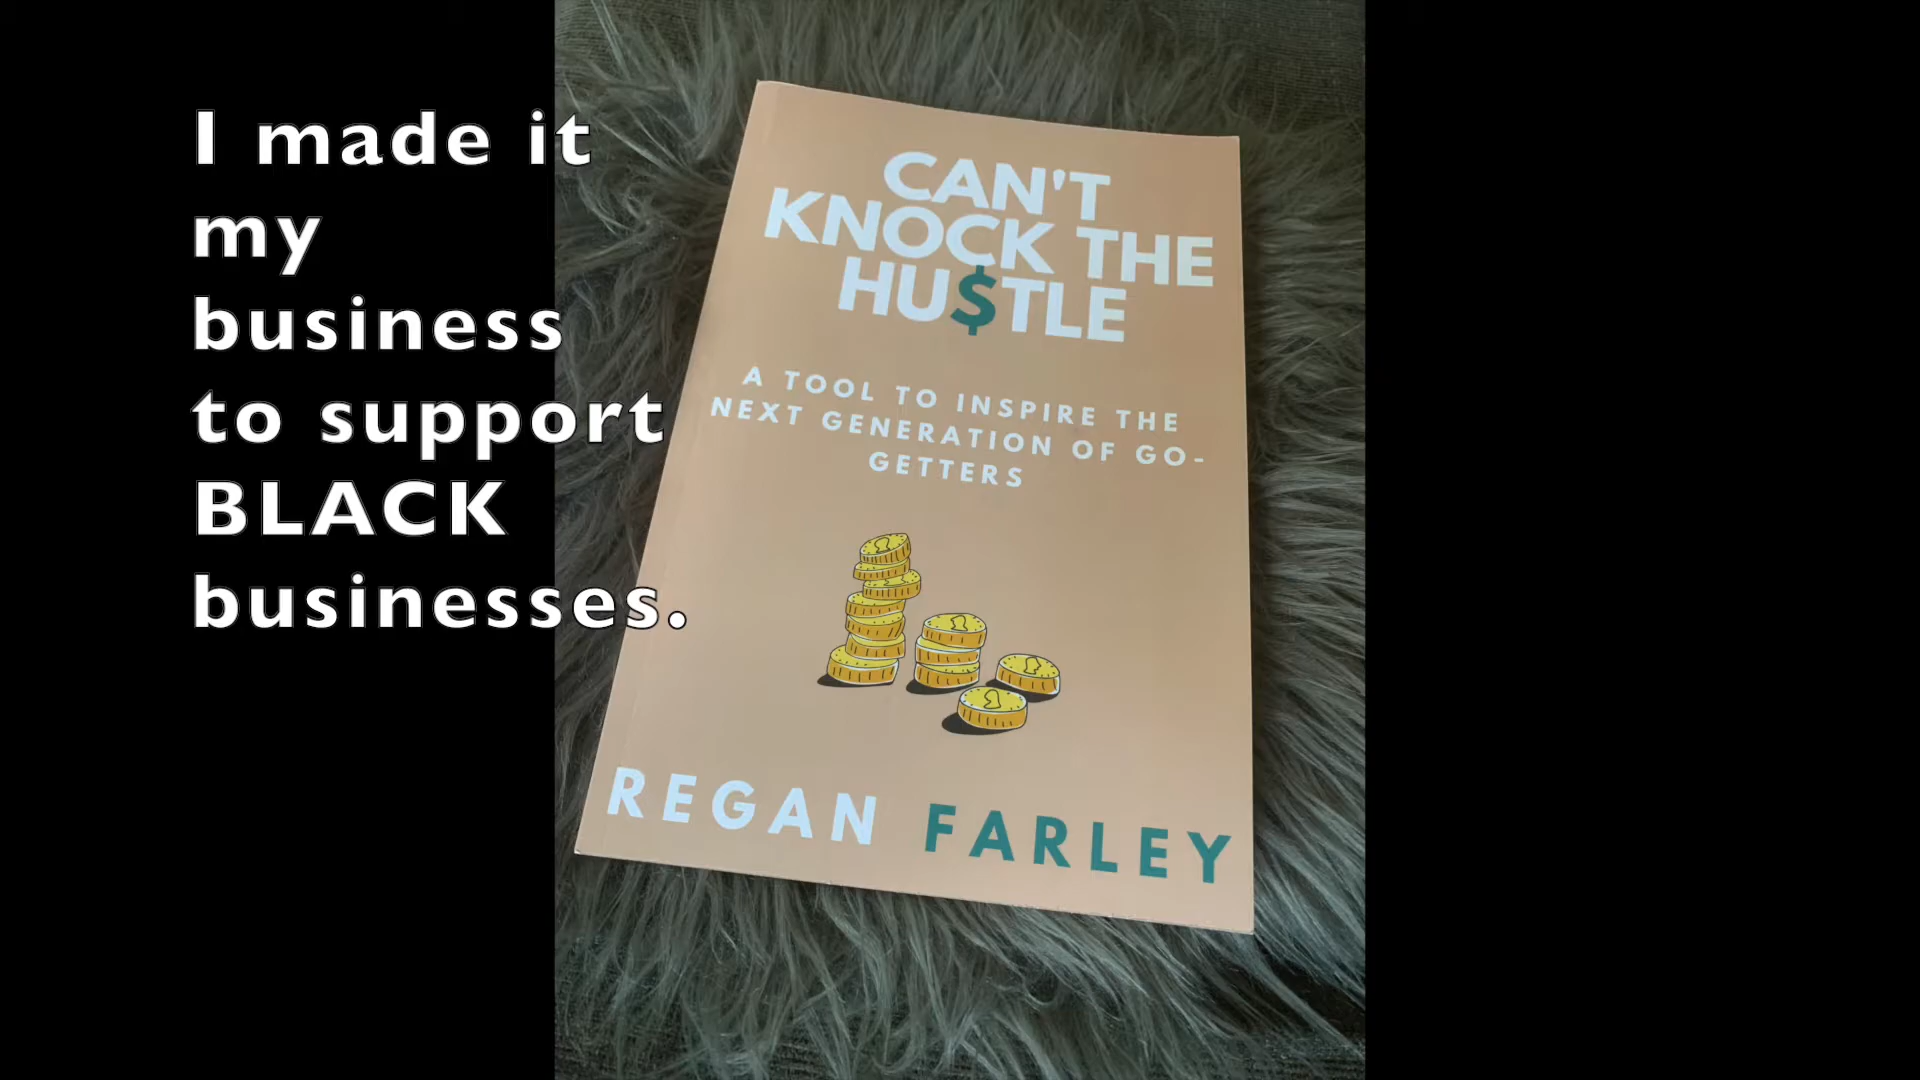 I made it
my
business
to support
BLACK
businesses.
CAN'T
KNOCK THE
HU$TLE
A TOOL TO INSPIRE THE
NEXT GENERATION OF GO-
GETTERS
REGAN FARLEY